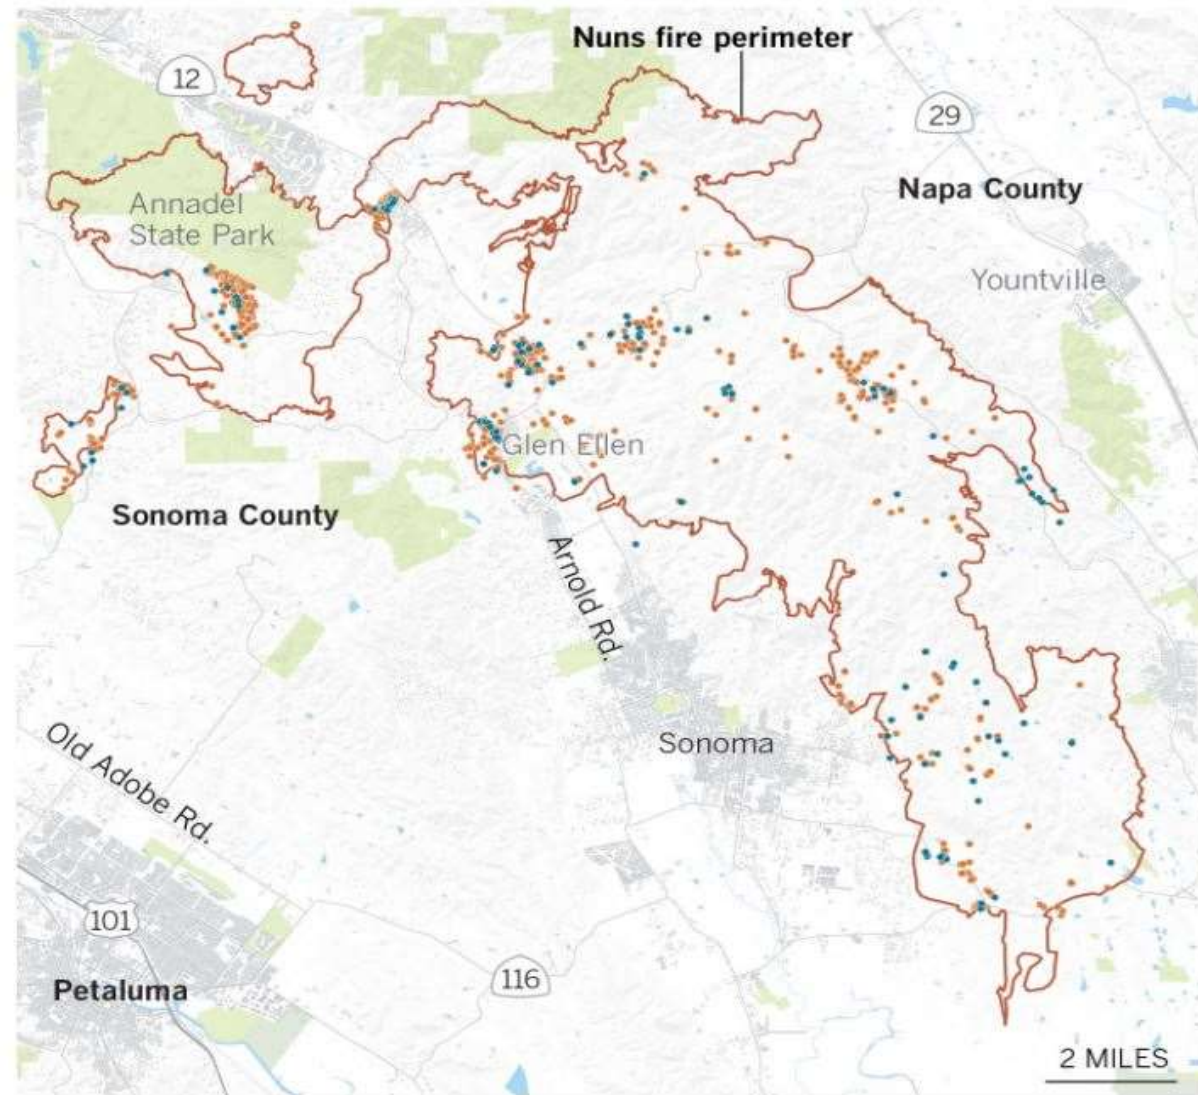 Nuns fire perimeter
12
29
Napa County
Annadel
State Park
Yountville
Glen Ellen
Sonoma County
Arnold Rd.
Sonoma
Old Adobe Rd.
101
116
Petaluma
2 MILES